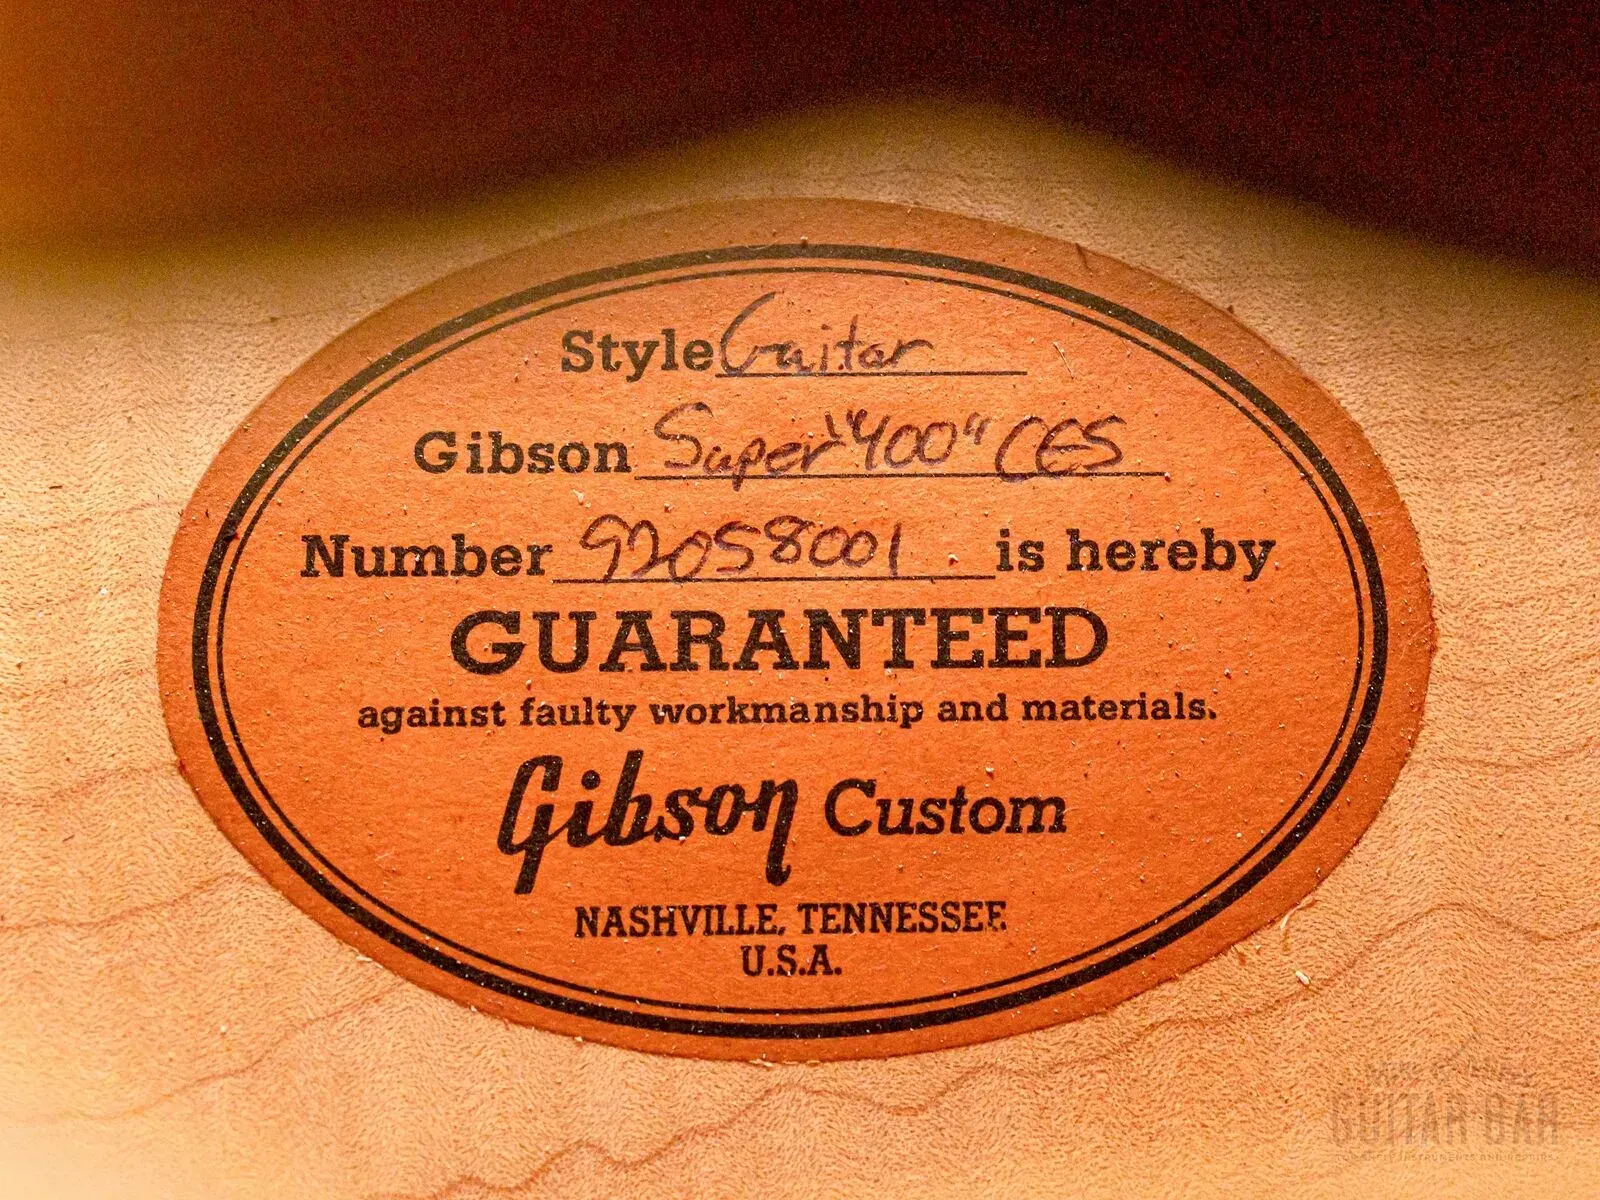 Style Guitar
Gibson Super "400" CES
Number 92058001 is hereby
GUARANTEED
against faulty workmanship and materials.
Gibson Custom
NASHVILLE, TENNESSEE
U.S.A.
GUITAR BAR